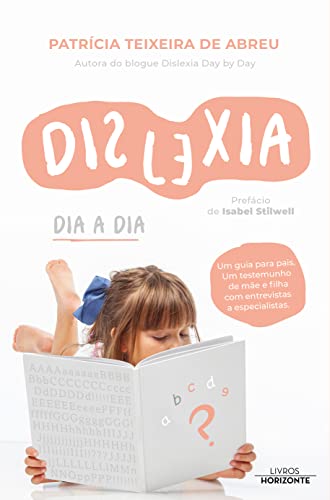 PATRÍCIA TEIXEIRA DE ABREU
Autora do blogue Dislexia Day by Day
DISLEXIA
Prefácio
de Isabel Stilwell
DIA A DIA
Um guia para pais.
Um testemunho
de mãe e filha
com entrevistas
a especialistas.
a b c d e
?
LIVROS
HORIZONTE